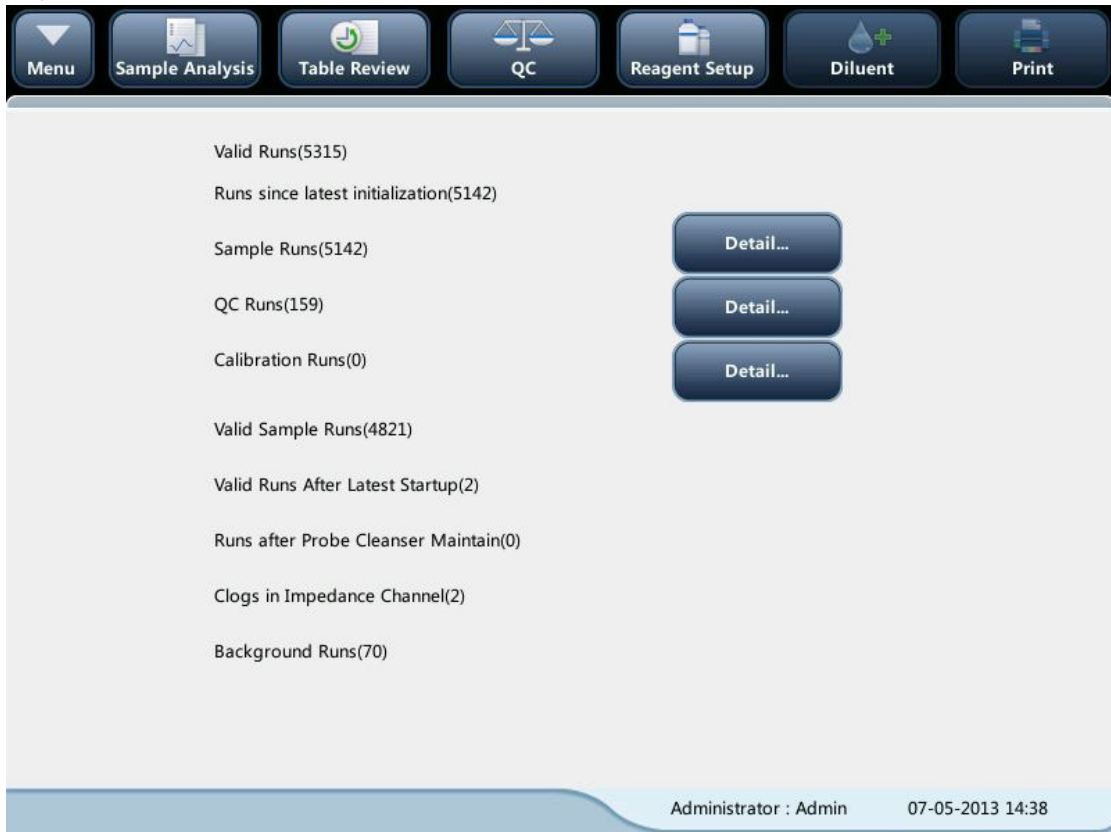 Menu
Sample Analysis
Table Review
QC
Reagent Setup
Diluent
Print
Valid Runs(5315)
Runs since latest initialization(5142)
Sample Runs(5142)
Detail...
QC Runs(159)
Detail...
Calibration Runs(0)
Detail...
Valid Sample Runs(4821)
Valid Runs After Latest Startup(2)
Runs after Probe Cleanser Maintain(0)
Clogs in Impedance Channel(2)
Background Runs(70)
Administrator : Admin
07-05-2013 14:38